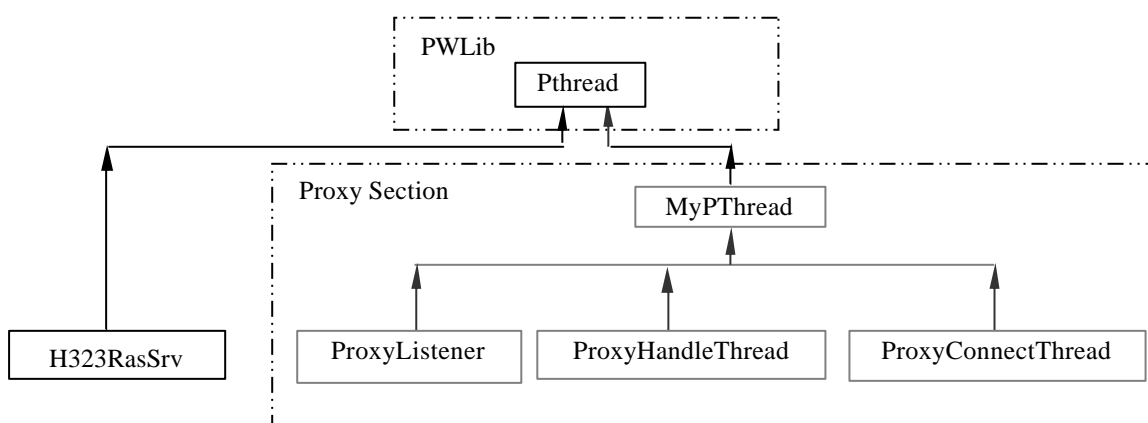 PWLib
Pthread
Proxy Section
MyPThread
H323RasSrv
ProxyListener
ProxyHandleThread
ProxyConnectThread